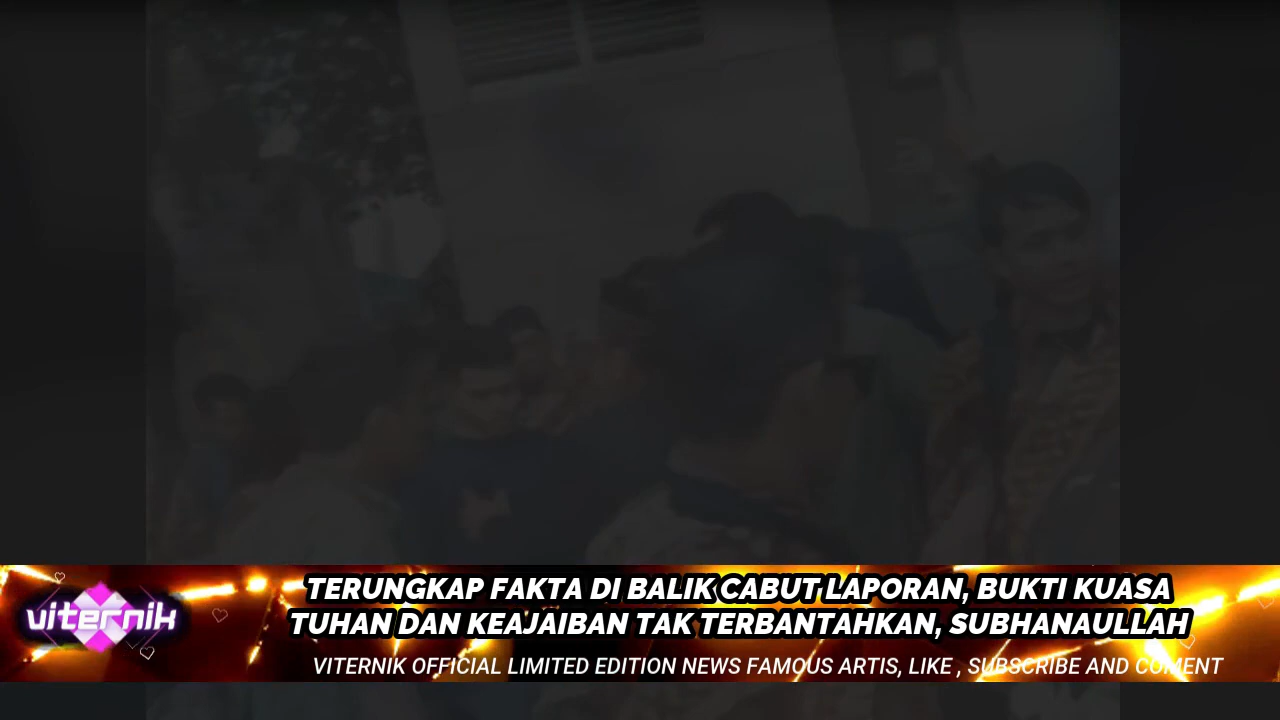 TERUNGKAP FAKTA DI BALIK CABUT LAPORAN, BUKTI KUASA
TUHAN DAN KEAJAIBAN TAK TERBANTAHKAN, SUBHANAULLAH
viternik
VITERNIK OFFICIAL LIMITED EDITION NEWS FAMOUS ARTIS, LIKE , SUBSCRIBE AND COMENT